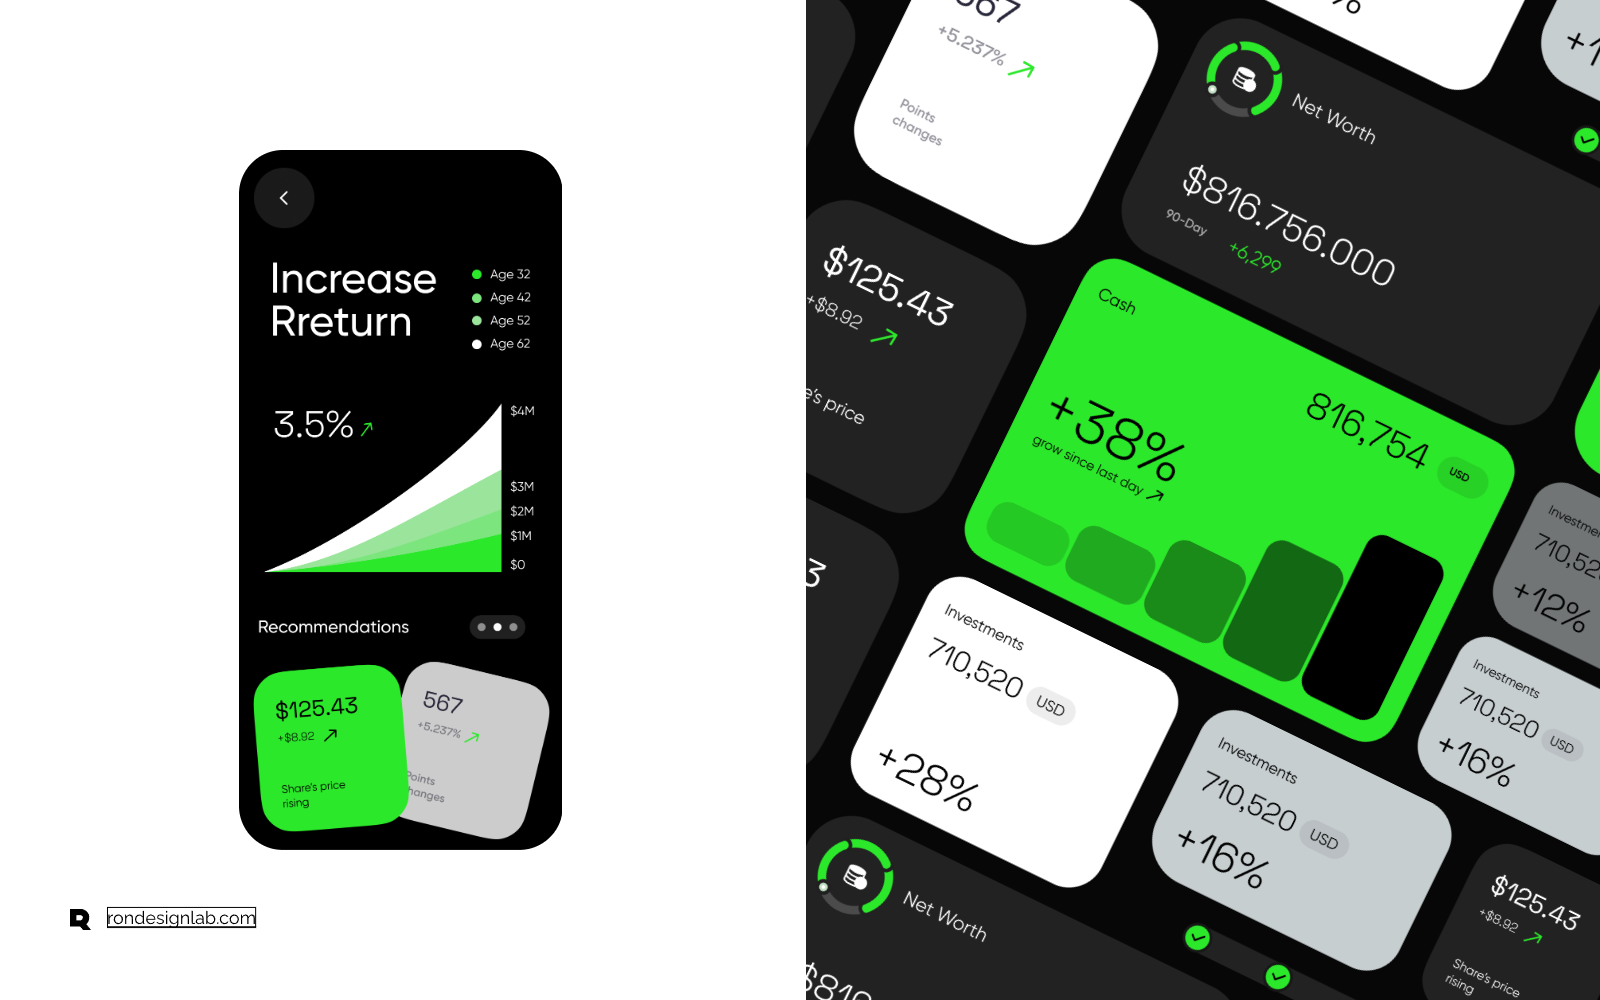 Increase
Rreturn
Age 32
Age 42
Age 52
Age 62
3.5%
$4M
$3M
$2M
$1M
$0
Recommendations
$125.43
+$8.92
Share's price
rising
567
+5.237%
Points
changes
R rondesignlab.com
567
+5.237%
Points
changes
%
Net Worth
$816.756.000
90-Day
+6,299
$125.43
+$8.92
e's price
Cash
816,754 USD
+38%
grow since last day
3
Investments
710,520 USD
+28%
Investments
710,520 USD
+16%
Investments
710,52
+12%
Investments
710,520 USD
+16%
Net Worth
$125.43
+$8.92
Share's price
rising